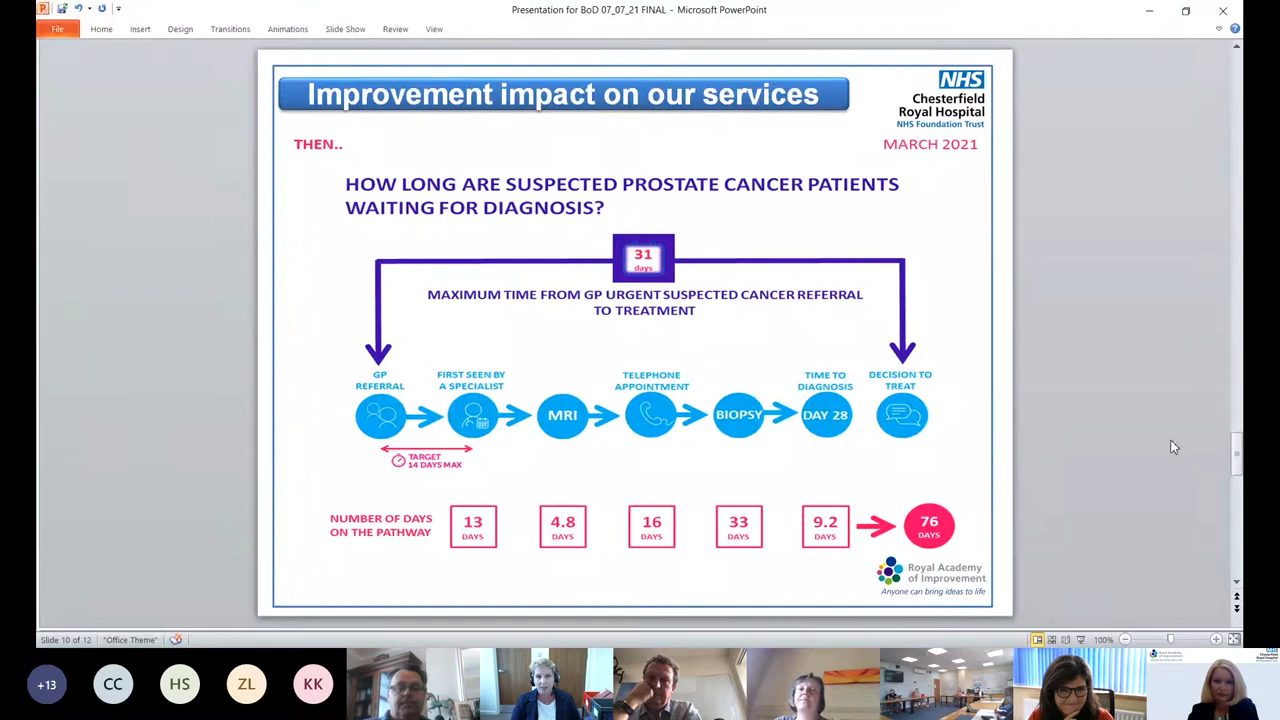 Presentation for BoD 07_07_21 FINAL - Microsoft PowerPoint
File Home Insert Design Transitions Animations Slide Show Review View
Improvement impact on our services
NHS
Chesterfield
Royal Hospital
NHS Foundation Trust
THEN..
MARCH 2021
HOW LONG ARE SUSPECTED PROSTATE CANCER PATIENTS
WAITING FOR DIAGNOSIS?
31
days
MAXIMUM TIME FROM GP URGENT SUSPECTED CANCER REFERRAL
TO TREATMENT
GP
REFERRAL
FIRST SEEN BY
A SPECIALIST
MRI
TELEPHONE
APPOINTMENT
BIOPSY
TIME TO
DIAGNOSIS
DAY 28
DECISION TO
TREAT
TARGET
14 DAYS MAX
NUMBER OF DAYS
ON THE PATHWAY
13
DAYS
4.8
DAYS
16
DAYS
33
DAYS
9.2
DAYS
76
DAYS
Royal Academy
of Improvement
Anyone can bring ideas to life
Slide 10 of 12 "Office Theme" 100%
+13 CC HS ZL KK